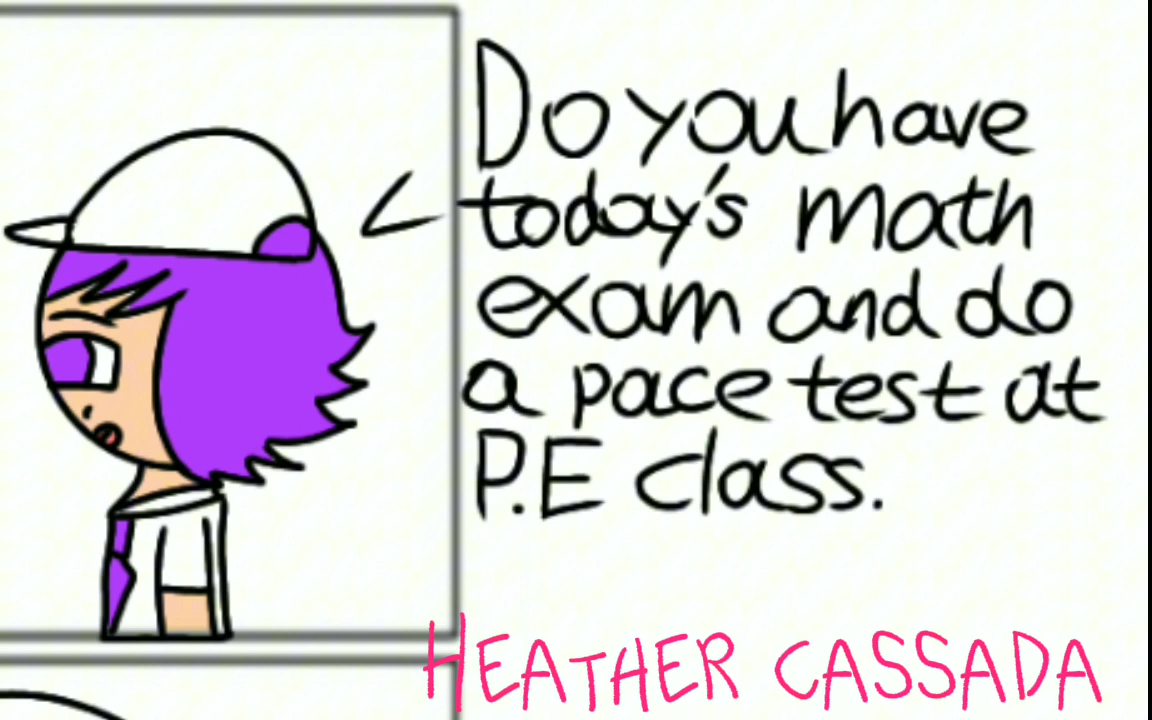 Do you have
today's math
exam and do
a pace test at
P.E class.
HEATHER CASSADA